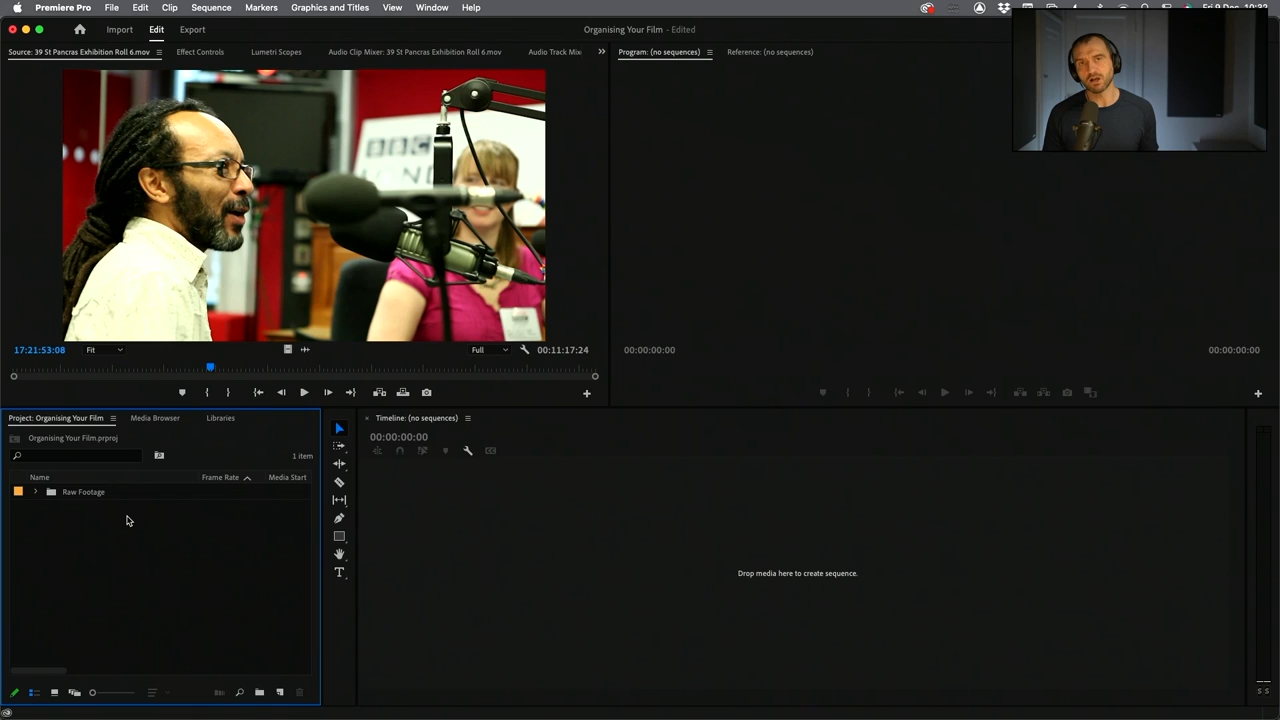 Premiere Pro File Edit Clip Sequence Markers Graphics and Titles View Window Help
Import Edit Export
Organising Your Film - Edited
Source: 39 St Pancras Exhibition Roll 6.mov Effect Controls Lumetri Scopes Audio Clip Mixer: 39 St Pancras Exhibition Roll 6.mov Audio Track Mix
Program: (no sequences) Reference: (no sequences)
BBC
17:21:53:08 Fit Full 00:11:17:24
00:00:00:00 00:00:00:00
Project: Organising Your Film Media Browser Libraries
Timeline: (no sequences)
Organising Your Film.prproj
00:00:00:00
1 item
Name Frame Rate Media Start
Raw Footage
Drop media here to create sequence.
S S